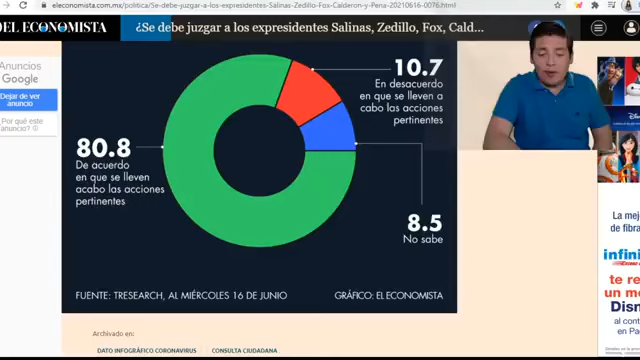 eleconomista.com.mx/politica/Se-debe-juzgar-a-los-expresidentes-Salinas-Zedillo-Fox-Calderon-y-Pena-20210616-0076.html
EL ECONOMISTA
¿Se debe juzgar a los expresidentes Salinas, Zedillo, Fox, Cald...
Anuncios
Google
Dejar de ver
anuncio
¿Por qué este
anuncio?
10.7
En desacuerdo
en que se lleven a
cabo las acciones
pertinentes
80.8
De acuerdo
en que se lleven
acabo las acciones
pertinentes
8.5
No sabe
FUENTE: TRESEARCH, AL MIÉRCOLES 16 DE JUNIO
GRÁFICO: EL ECONOMISTA
Archivado en:
DATO INFOGRÁFICO CORONAVIRUS
CONSULTA CIUDADANA
La mej
de fibra
infinit
te re
un m
Disn
al cont
en Pa